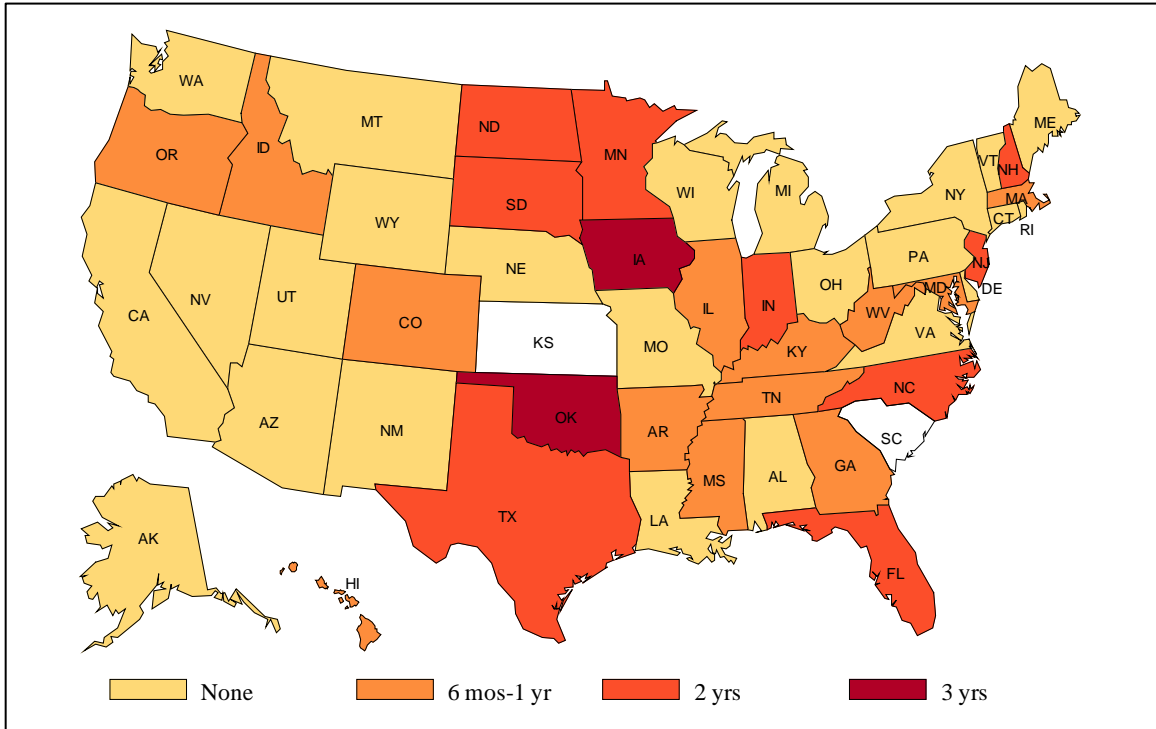 WA
MT
ND
MN
ME
VT
NH
OR
ID
WI
MI
NY
MA
CT
RI
SD
WY
IA
NE
PA
NJ
OH
DE
MD
IL
IN
WV
VA
NV
UT
CO
KS
MO
KY
CA
NC
TN
OK
AR
SC
AZ
NM
MS
AL
GA
TX
LA
AK
HI
FL
None
6 mos-1 yr
2 yrs
3 yrs